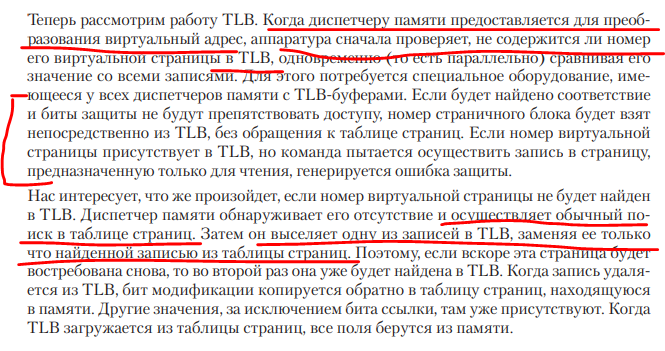 Теперь рассмотрим работу TLB. Когда диспетчеру памяти предоставляется для преоб-
разования виртуальный адрес, аппаратура сначала проверяет, не содержится ли номер
его виртуальной страницы в TLB, одновременно (то есть параллельно) сравнивая его
значение со всеми записями. Для этого потребуется специальное оборудование, име-
ющееся у всех диспетчеров памяти с TLB-буферами. Если будет найдено соответствие
и биты защиты не будут препятствовать доступу, номер страничного блока будет взят
непосредственно из TLB, без обращения к таблице страниц. Если номер виртуальной
страницы присутствует в TLB, но команда пытается осуществить запись в страницу,
предназначенную только для чтения, генерируется ошибка защиты.
Нас интересует, что же произойдет, если номер виртуальной страницы не будет найден
в TLB. Диспетчер памяти обнаруживает его отсутствие и осуществляет обычный по-
иск в таблице страниц. Затем он выселяет одну из записей в TLB, заменяя ее только
что найденной записью из таблицы страниц. Поэтому, если вскоре эта страница будет
востребована снова, то во второй раз она уже будет найдена в TLB. Когда запись удаля-
ется из TLB, бит модификации копируется обратно в таблицу страниц, находящуюся
в памяти. Другие значения, за исключением бита ссылки, там уже присутствуют. Когда
TLB загружается из таблицы страниц, все поля берутся из памяти.